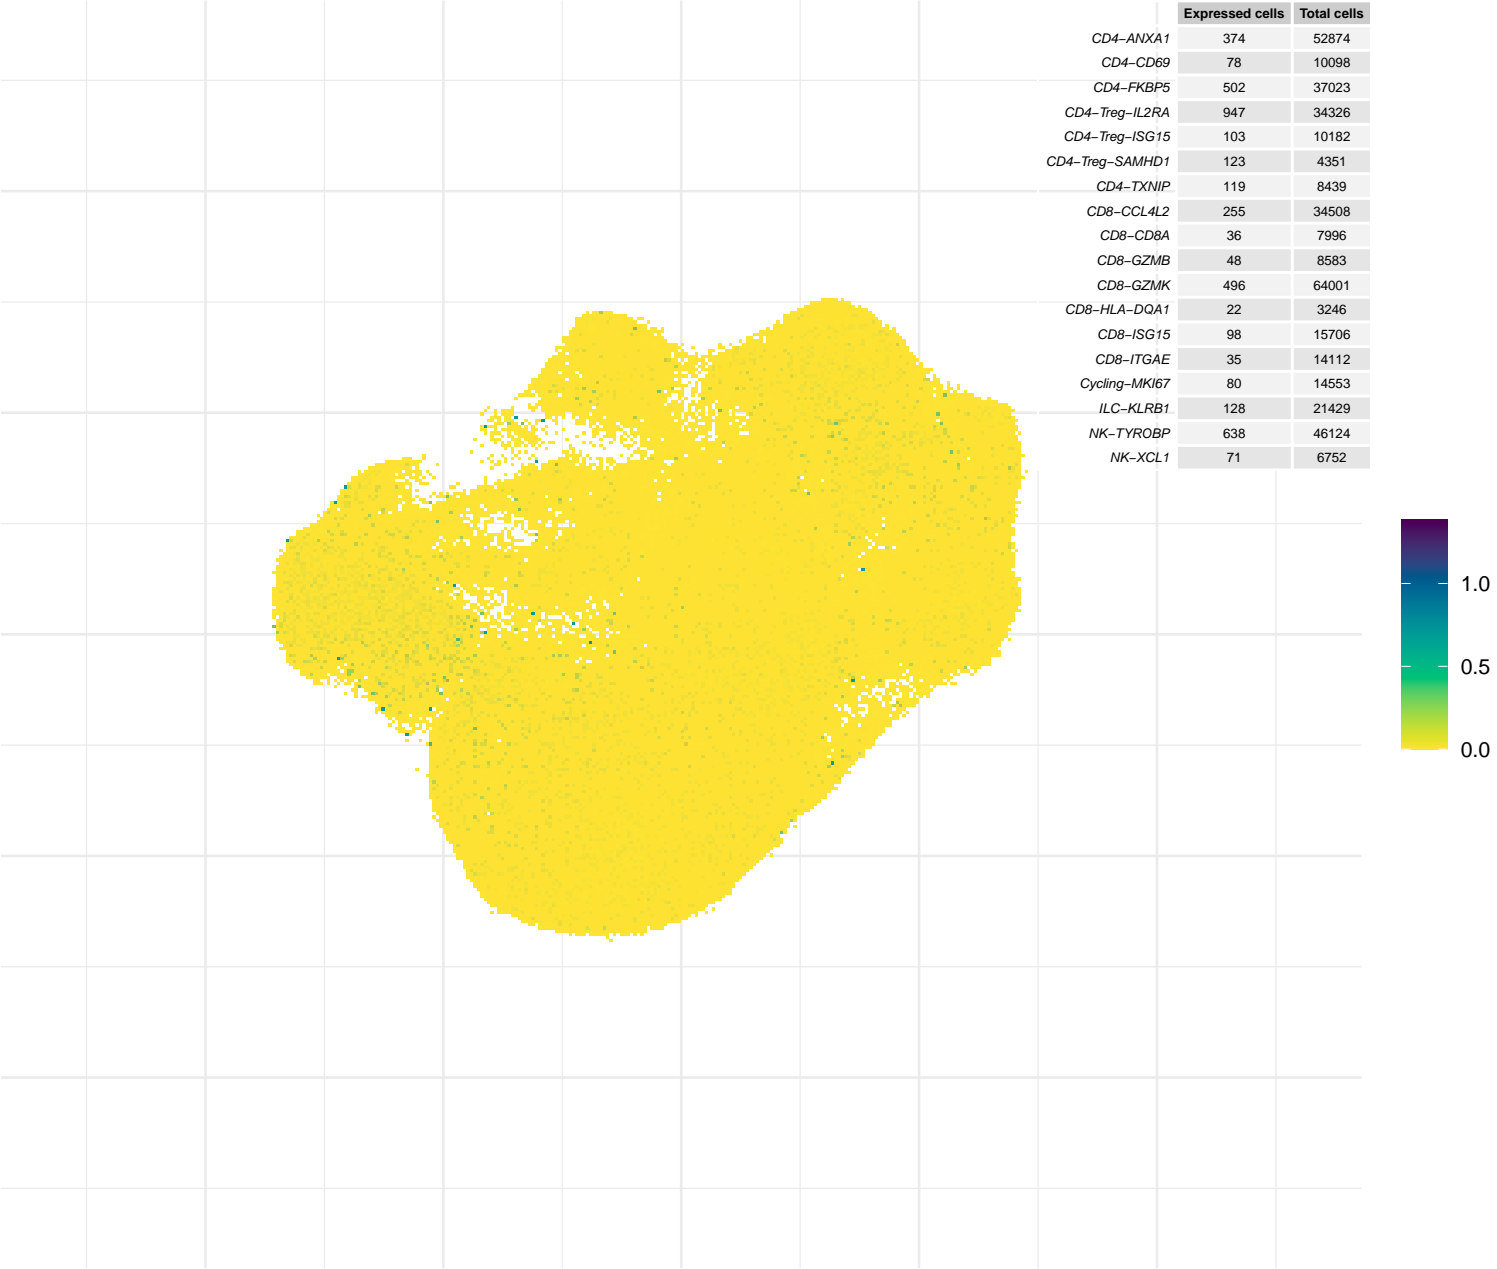 Expressed cells Total cells
CD4−ANXA1 374 52874
CD4−CD69 78 10098
CD4−FKBP5 502 37023
CD4−Treg−IL2RA 947 34326
CD4−Treg−ISG15 103 10182
CD4−Treg−SAMHD1 123 4351
CD4−TXNIP 119 8439
CD8−CCL4L2 255 34508
CD8−CD8A 36 7996
CD8−GZMB 48 8583
CD8−GZMK 496 64001
CD8−HLA−DQA1 22 3246
CD8−ISG15 98 15706
CD8−ITGAE 35 14112
Cycling−MKI67 80 14553
ILC−KLRB1 128 21429
NK−TYROBP 638 46124
NK−XCL1 71 6752
1.0
0.5
0.0